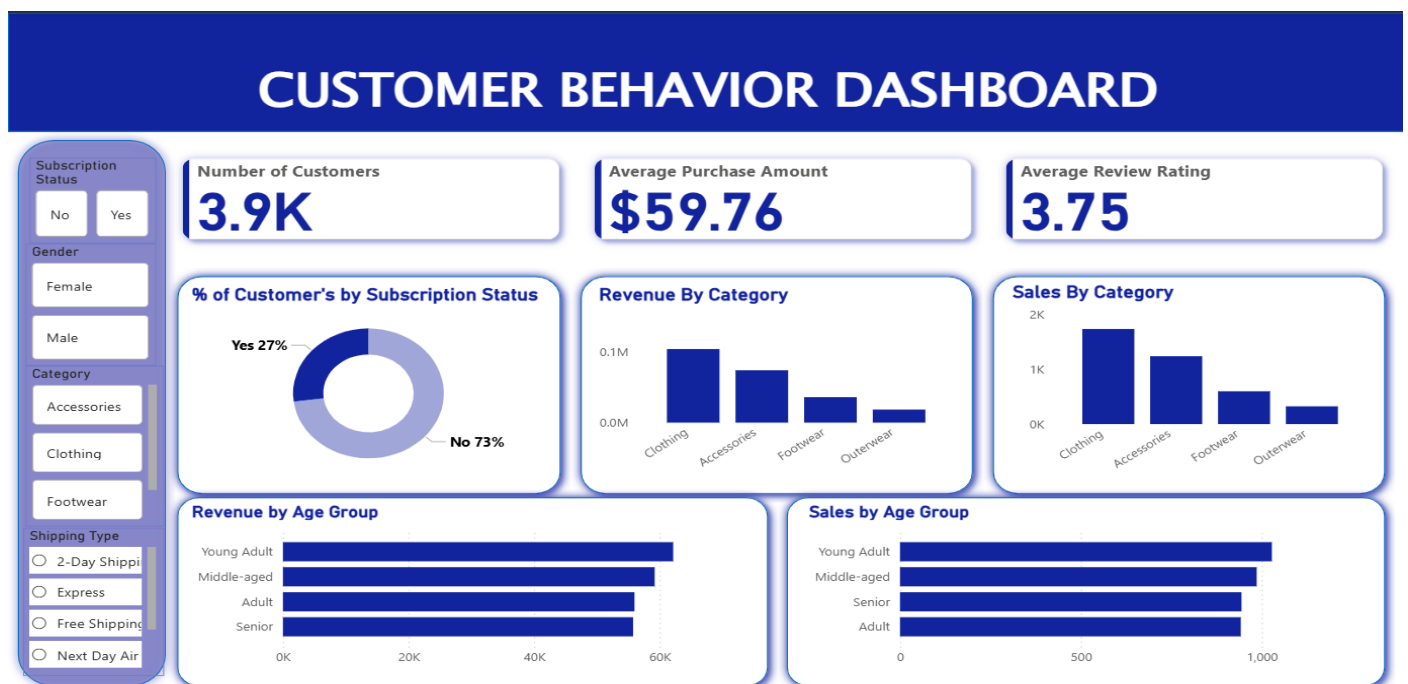 CUSTOMER BEHAVIOR DASHBOARD
Subscription
Status
No
Yes
Gender
Female
Male
Category
Accessories
Clothing
Footwear
Shipping Type
2-Day Shippi
Express
Free Shipping
Next Day Air
Number of Customers
3.9K
Average Purchase Amount
$59.76
Average Review Rating
3.75
% of Customer's by Subscription Status
Yes 27%
No 73%
Revenue By Category
0.1M
0.0M
Clothing
Accessories
Footwear
Outerwear
Sales By Category
2K
1K
0K
Clothing
Accessories
Footwear
Outerwear
Revenue by Age Group
Young Adult
Middle-aged
Adult
Senior
0K
20K
40K
60K
Sales by Age Group
Young Adult
Middle-aged
Senior
Adult
0
500
1,000